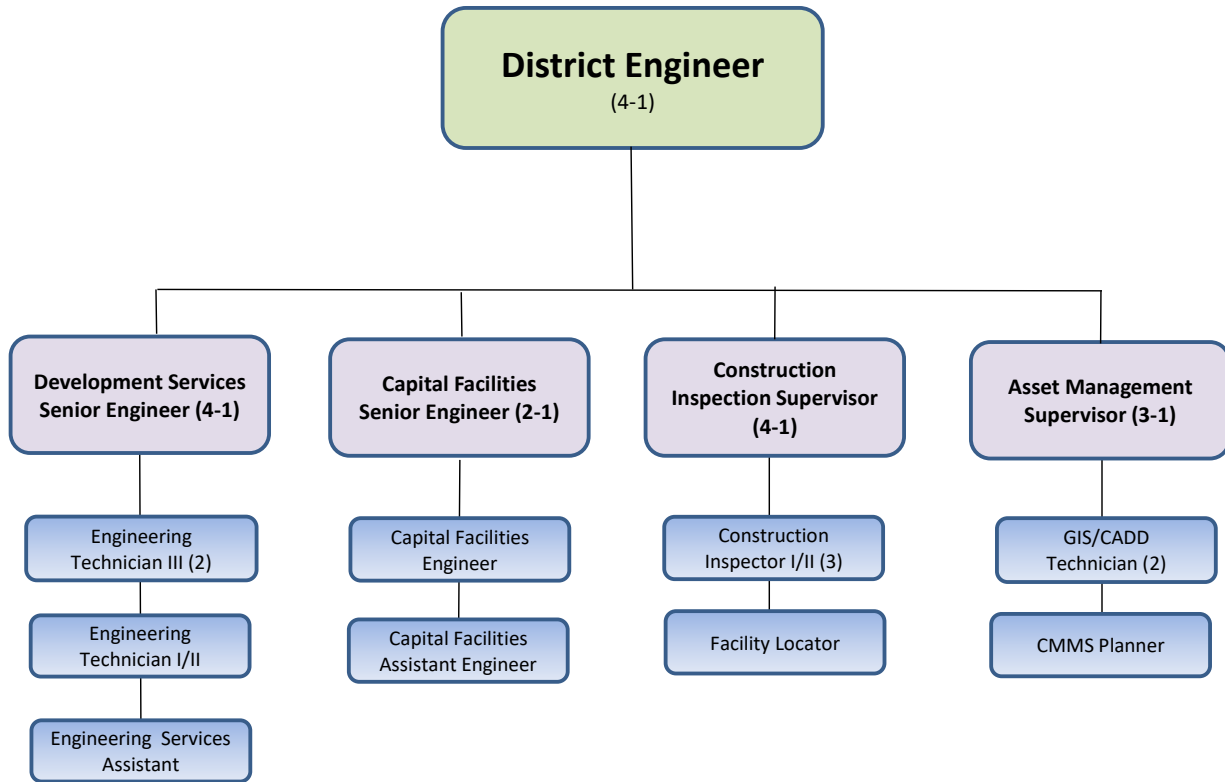 District Engineer
(4-1)
Development Services
Senior Engineer (4-1)
Capital Facilities
Senior Engineer (2-1)
Construction
Inspection Supervisor
(4-1)
Asset Management
Supervisor (3-1)
Engineering
Technician III (2)
Capital Facilities
Engineer
Construction
Inspector I/II (3)
GIS/CADD
Technician (2)
Engineering
Technician I/II
Capital Facilities
Assistant Engineer
Facility Locator
CMMS Planner
Engineering Services
Assistant